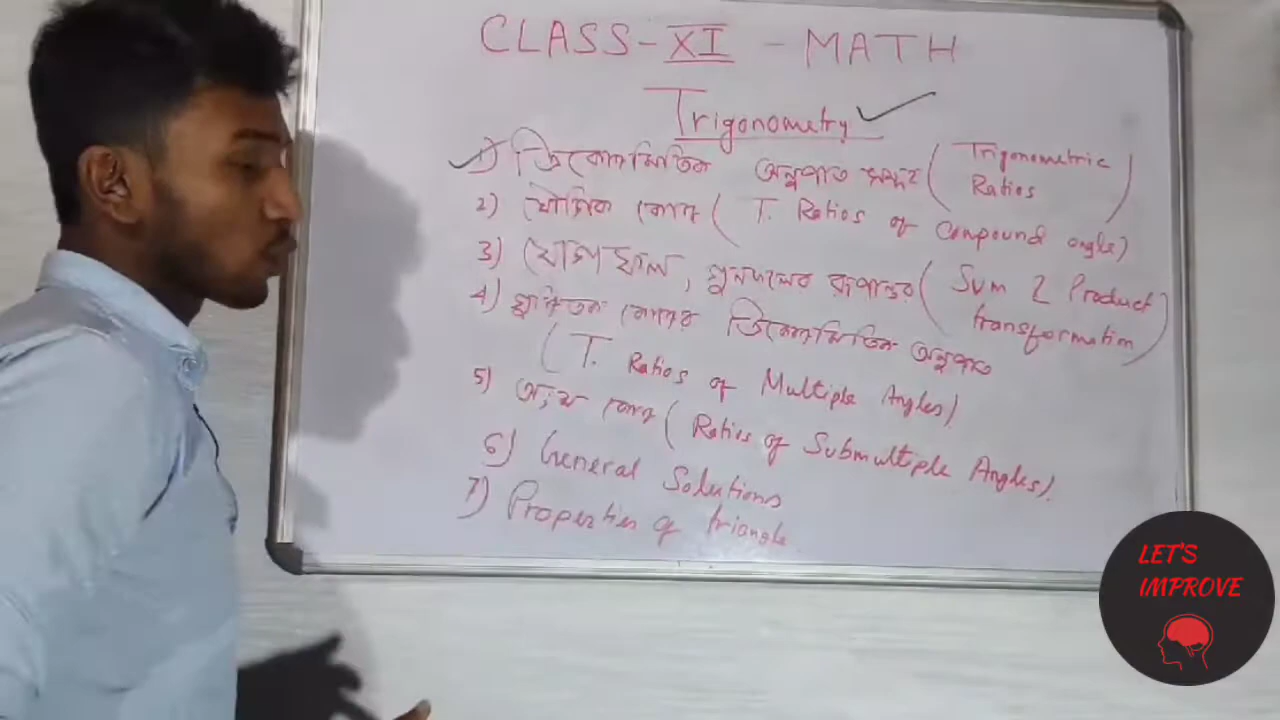 CLASS-XI - MATH
Trigonometry
1) ত্রিকোণমিতিক অনুপাত সমূহ (Trigonometric Ratios)
2) যৌগিক কোণ (T. Ratios of Compound angle)
3) যোগফল, গুনফলের রূপান্তর (Sum & Product transformation)
4) গুণিতক কোণের ত্রিকোণমিতিক অনুপাত
(T. Ratios of Multiple Angles)
5) অংশ কোণ (Ratios of Submultiple Angles).
6) General Solutions
7) Properties of triangle
LET'S
IMPROVE